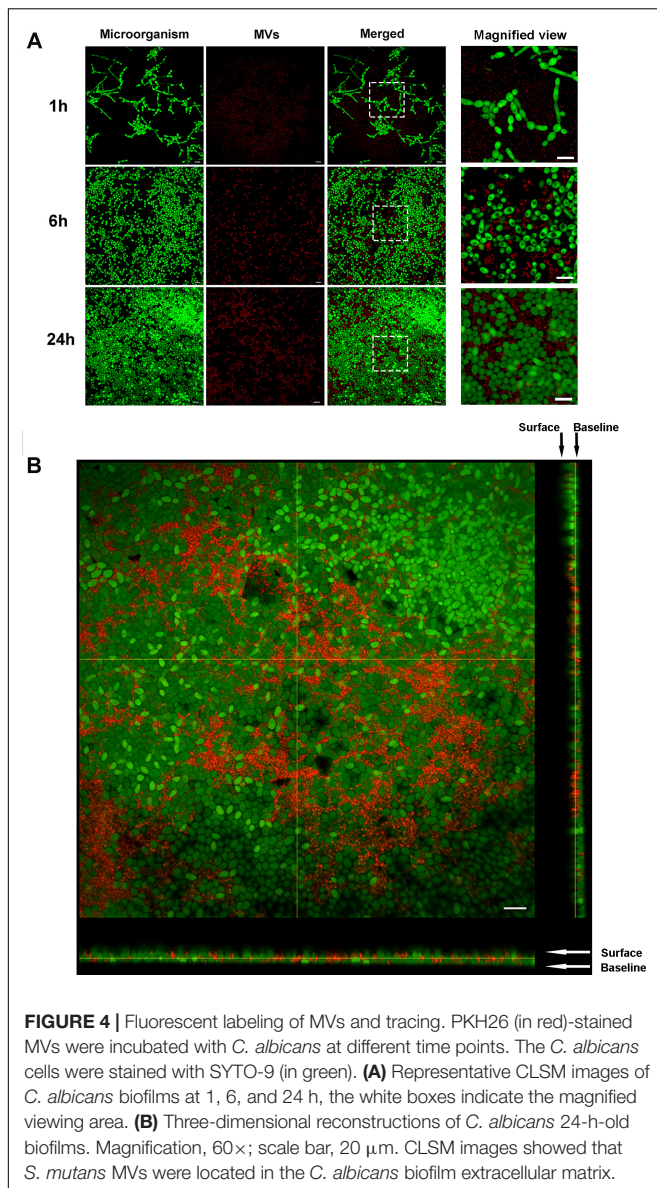 A
Microorganism MVs Merged Magnified view
1h
6h
24h
Surface Baseline
B
Surface
Baseline
FIGURE 4 | Fluorescent labeling of MVs and tracing. PKH26 (in red)-stained
MVs were incubated with C. albicans at different time points. The C. albicans
cells were stained with SYTO-9 (in green). (A) Representative CLSM images of
C. albicans biofilms at 1, 6, and 24 h, the white boxes indicate the magnified
viewing area. (B) Three-dimensional reconstructions of C. albicans 24-h-old
biofilms. Magnification, 60×; scale bar, 20 μm. CLSM images showed that
S. mutans MVs were located in the C. albicans biofilm extracellular matrix.